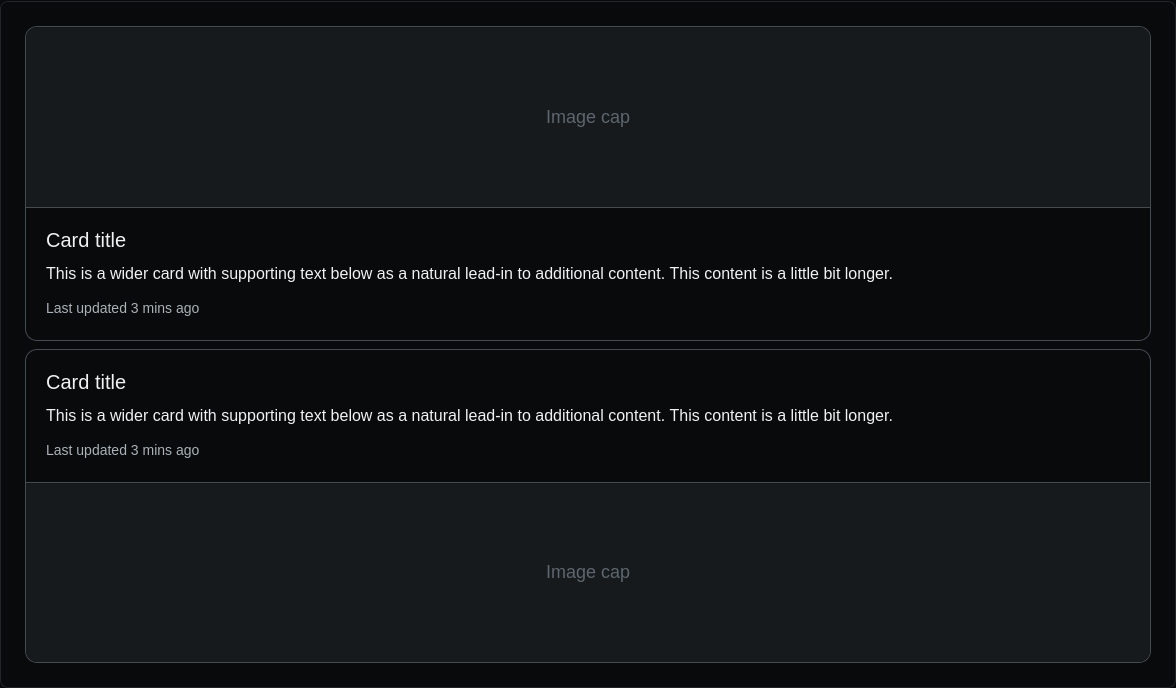 Image cap
Card title
This is a wider card with supporting text below as a natural lead-in to additional content. This content is a little bit longer.
Last updated 3 mins ago
Card title
This is a wider card with supporting text below as a natural lead-in to additional content. This content is a little bit longer.
Last updated 3 mins ago
Image cap